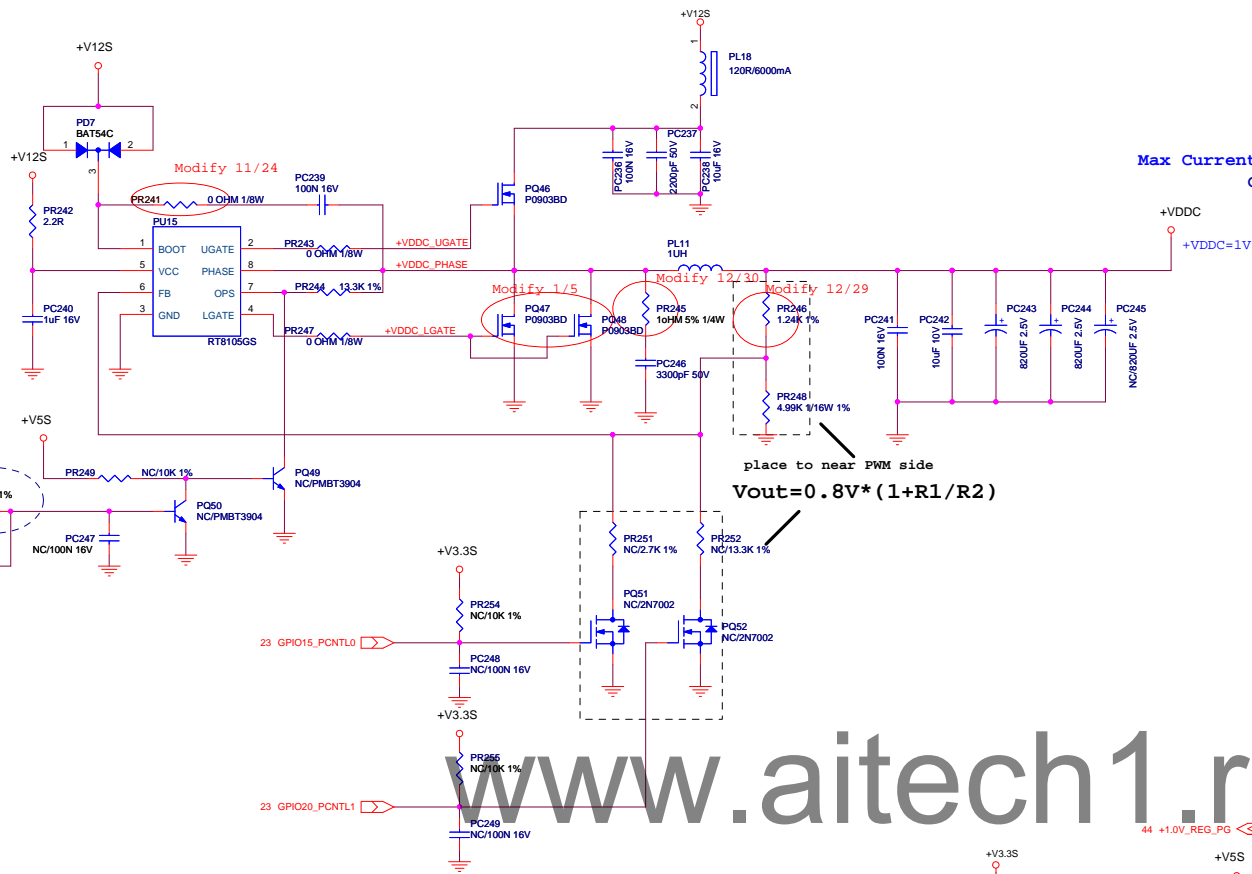 +V12S
+V12S
PL18
120R/6000mA
1
2
PD7
BAT54C
1
2
3
+V12S
Modify 11/24
PC239
100N 16V
PR241
0 OHM 1/8W
PC236
100N 16V
PC237
2200pF 50V
PC238
10uF 16V
Max Current
PR242
2.2R
PU15
PQ46
P0903BD
+VDDC
+VDDC=1V
1 BOOT UGATE 2
5 VCC PHASE 8
6 FB OPS 7
3 GND LGATE 4
RT8105GS
PR243
0 OHM 1/8W
+VDDC_UGATE
+VDDC_PHASE
PL11
1UH
PR244 13.3K 1%
Modify 12/30
Modify 1/5
Modify 12/29
PC240
1uF 16V
PR247
0 OHM 1/8W
+VDDC_LGATE
PQ47
P0903BD
PQ48
P0903BD
PR245
1oHM 5% 1/4W
PR246
1.24K 1%
PC241
100N 16V
PC242
10uF 10V
PC243
820UF 2.5V
PC244
820UF 2.5V
PC245
NC/820UF 2.5V
PC246
3300pF 50V
PR248
4.99K 1/16W 1%
+V5S
PR249
NC/10K 1%
PQ49
NC/PMBT3904
place to near PWM side
Vout=0.8V*(1+R1/R2)
1%
PQ50
NC/PMBT3904
PC247
NC/100N 16V
PR251
NC/2.7K 1%
PR252
NC/13.3K 1%
+V3.3S
PR254
NC/10K 1%
PQ51
NC/2N7002
PQ52
NC/2N7002
23 GPIO15_PCNTL0
PC248
NC/100N 16V
+V3.3S
PR255
NC/10K 1%
www.aitech1.r
23 GPIO20_PCNTL1
PC249
NC/100N 16V
44 +1.0V_REG_PG
+V3.3S
+V5S